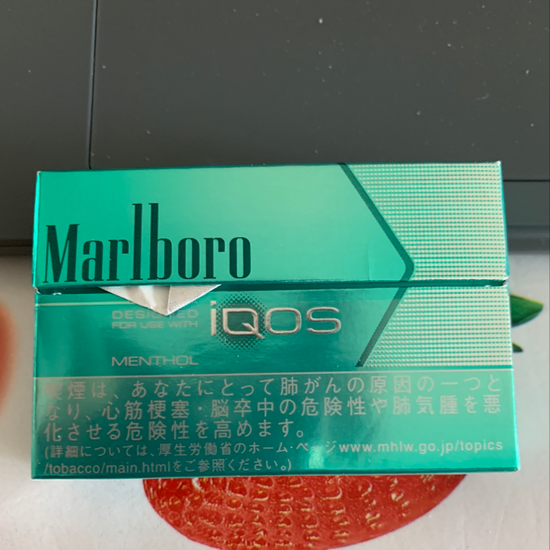 Marlboro
DESIGNED
FOR USE WITH
iQOS
MENTHOL
喫煙は、あなたにとって肺がんの原因の一つと
なり、心筋梗塞・脳卒中の危険性や肺気腫を悪
化させる危険性を高めます。
(詳細については、厚生労働省のホーム・ページwww.mhlw.go.jp/topics
/tobacco/main.htmlをご参照ください。)